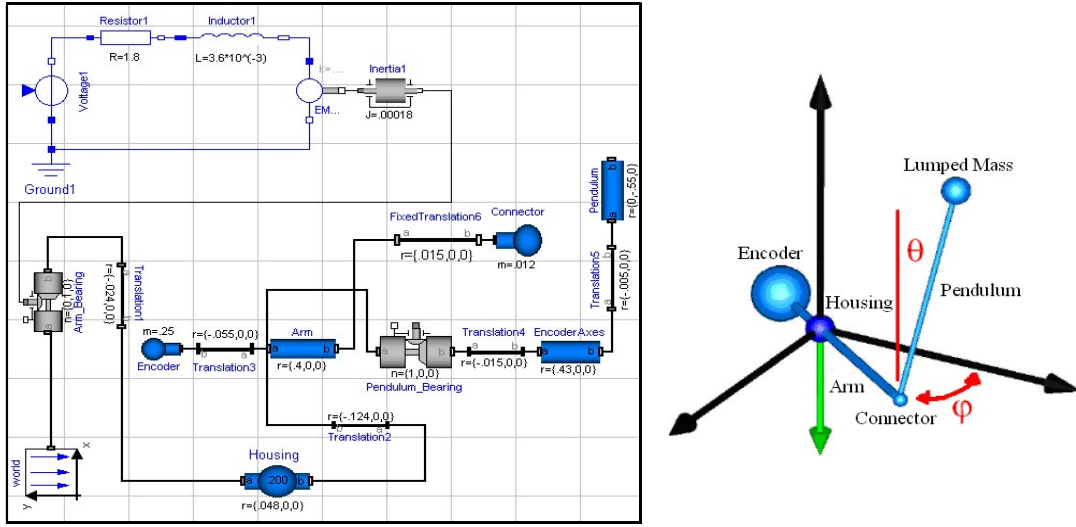 Resistor1
Inductor1
R=1.8
L=3.6*10^(-3)
Voltage1
k=....
Inertia1
EM...
J=.00018
Ground1
Pendulum
a
b
r={0,-.55,0}
FixedTranslation6
Connector
a
b
r={.015,0,0}
m=.012
Translation5
a
b
r={-.005,0,0}
Arm_Bearing
a
b
n={0,1,0}
Translation1
a
b
r={-.024,0,0}
m=.25
r={-.055,0,0}
Arm
Encoder
b
a
Translation3
a
b
r={.4,0,0}
a
b
n={1,0,0}
Pendulum_Bearing
Translation4
a
b
r={-.015,0,0}
EncoderAxes
a
b
r={.43,0,0}
r={-.124,0,0}
b
a
Translation2
Housing
a
.200
b
r={.048,0,0}
world
x
Y
Lumped Mass
θ
Encoder
Housing
Pendulum
Arm
Connector
φ